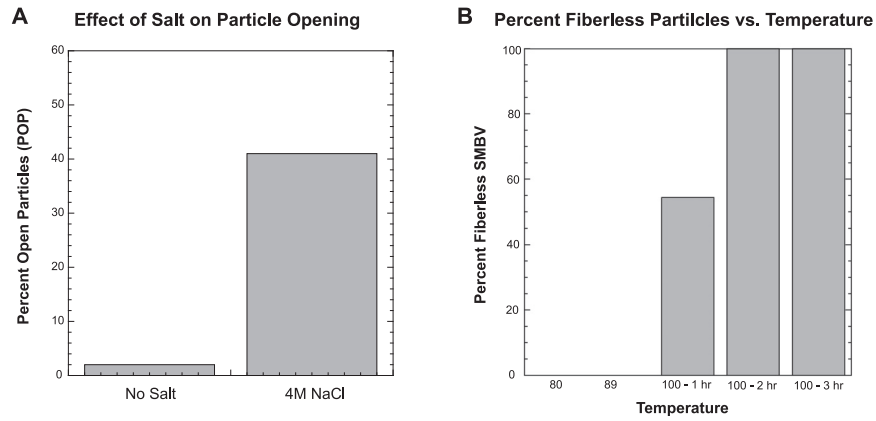 A
Effect of Salt on Particle Opening
Percent Open Particles (POP)
60
50
40
30
20
10
0
No Salt
4M NaCl
B
Percent Fiberless Partilcles vs. Temperature
Percent Fiberless SMBV
100
80
60
40
20
0
80
89
100 - 1 hr
100 - 2 hr
100 - 3 hr
Temperature